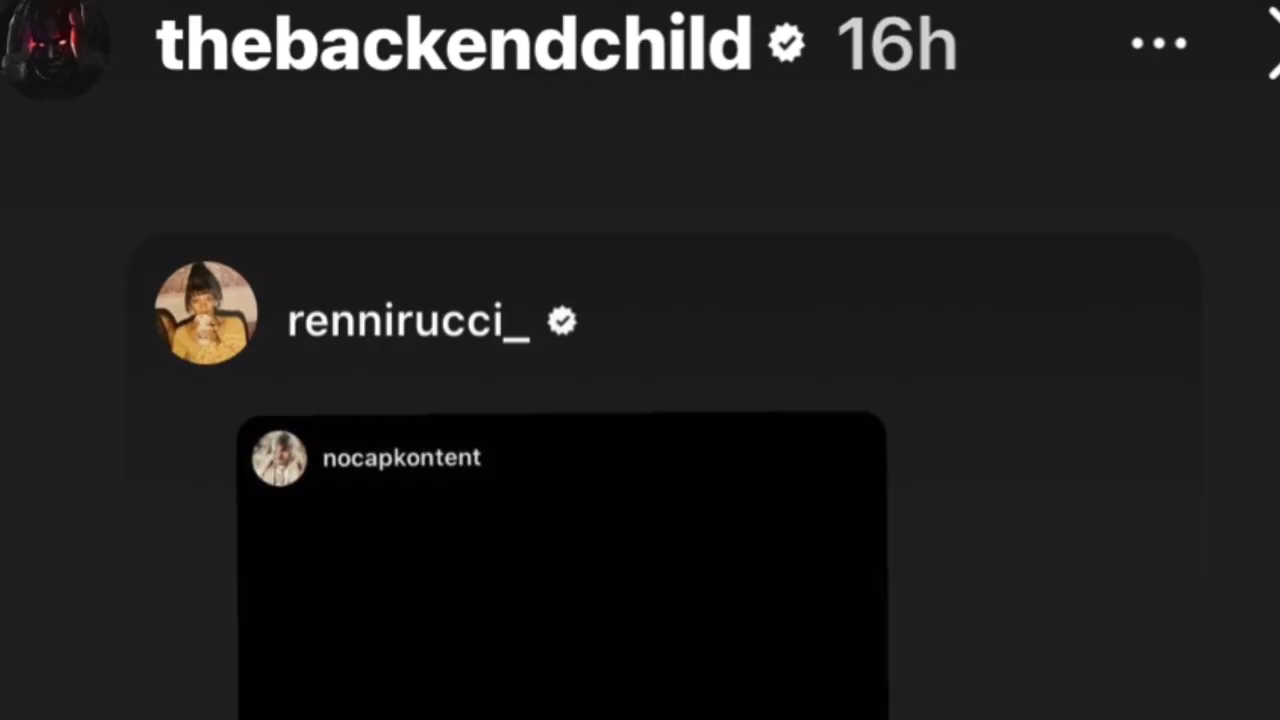 thebackendchild 16h
rennirucci_
nocapkontent